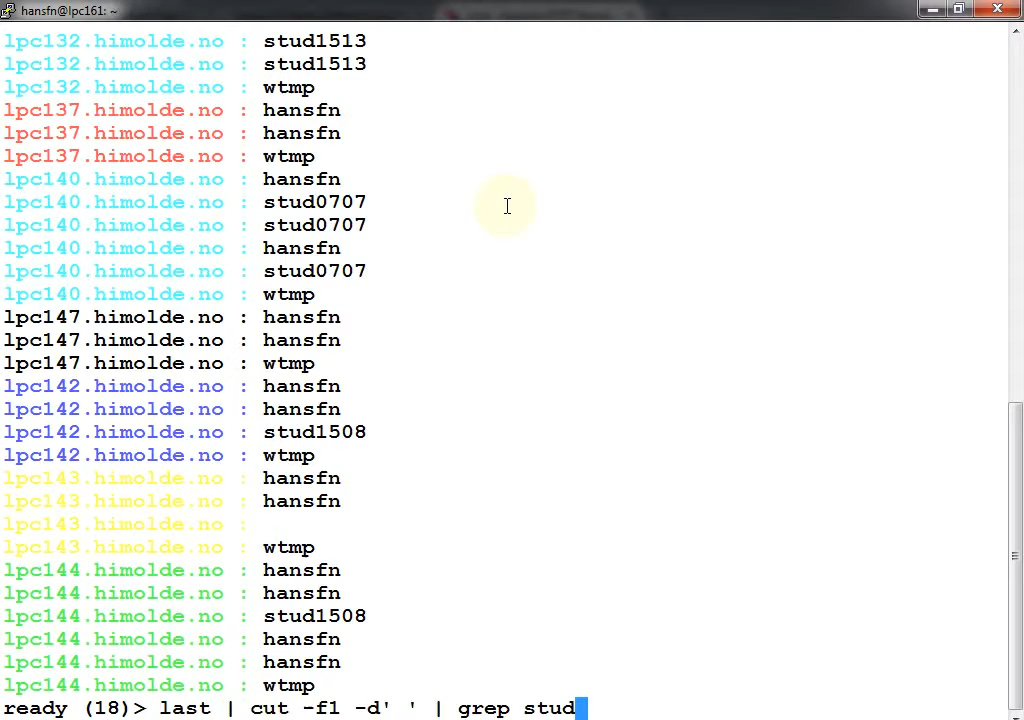 hansfn@lpc161: ~
lpc132.himolde.no : stud1513
lpc132.himolde.no : stud1513
lpc132.himolde.no : wtmp
lpc137.himolde.no : hansfn
lpc137.himolde.no : hansfn
lpc137.himolde.no : wtmp
lpc140.himolde.no : hansfn
lpc140.himolde.no : stud0707
lpc140.himolde.no : stud0707
lpc140.himolde.no : hansfn
lpc140.himolde.no : stud0707
lpc140.himolde.no : wtmp
lpc147.himolde.no : hansfn
lpc147.himolde.no : hansfn
lpc147.himolde.no : wtmp
lpc142.himolde.no : hansfn
lpc142.himolde.no : hansfn
lpc142.himolde.no : stud1508
lpc142.himolde.no : wtmp
lpc143.himolde.no : hansfn
lpc143.himolde.no : hansfn
lpc143.himolde.no :
lpc143.himolde.no : wtmp
lpc144.himolde.no : hansfn
lpc144.himolde.no : hansfn
lpc144.himolde.no : stud1508
lpc144.himolde.no : hansfn
lpc144.himolde.no : hansfn
lpc144.himolde.no : wtmp
ready (18)> last | cut -f1 -d' ' | grep stud